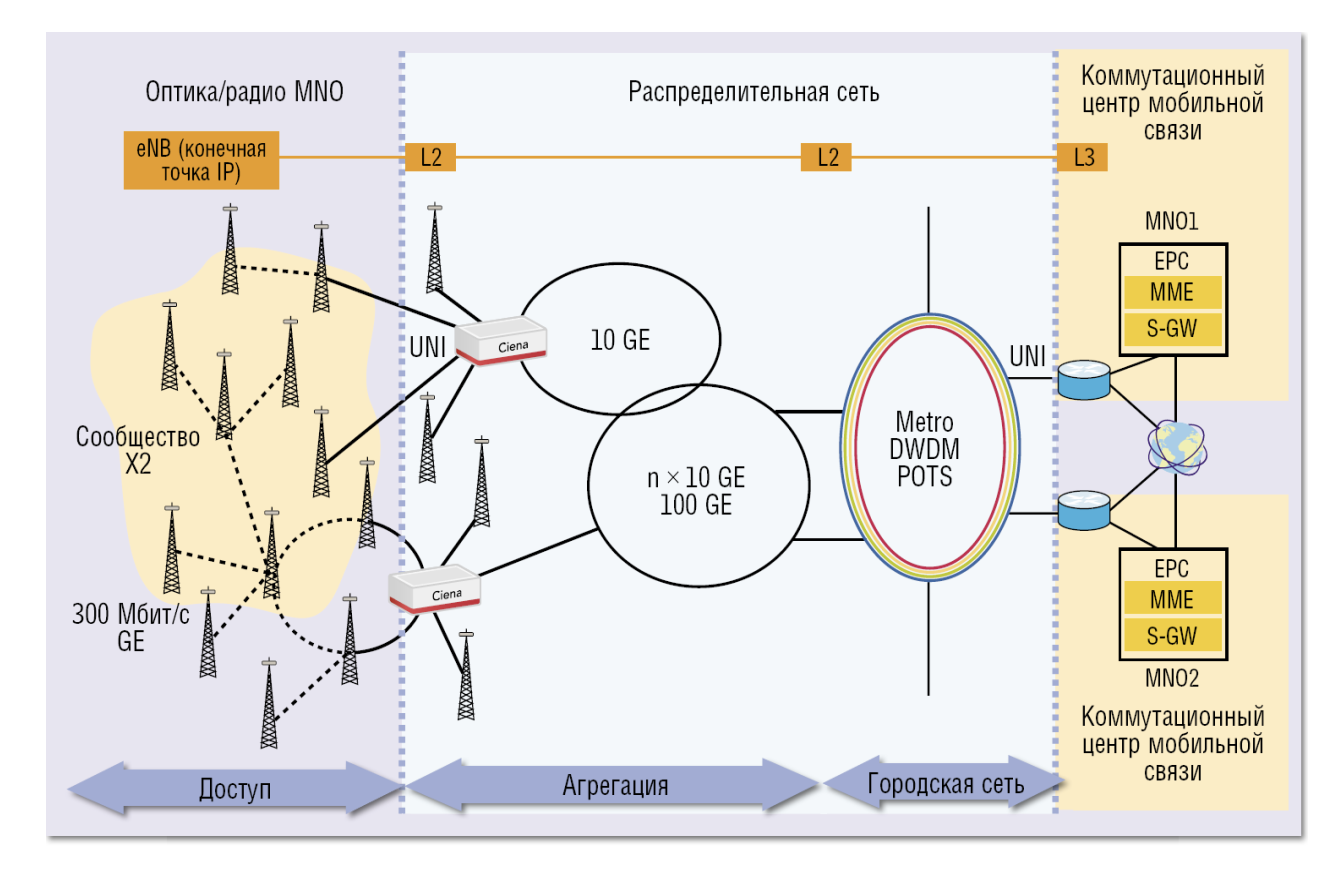 Оптика/радио MNO
Распределительная сеть
Коммутационный
центр мобильной
связи
eNB (конечная
точка IP)
L2
L2
L3
MNO1
EPC
MME
S-GW
UNI
Ciena
10 GE
UNI
Сообщество
X2
Metro
DWDM
POTS
n × 10 GE
100 GE
EPC
MME
S-GW
MNO2
Ciena
300 Мбит/с
GE
Коммутационный
центр мобильной
связи
Доступ
Агрегация
Городская сеть